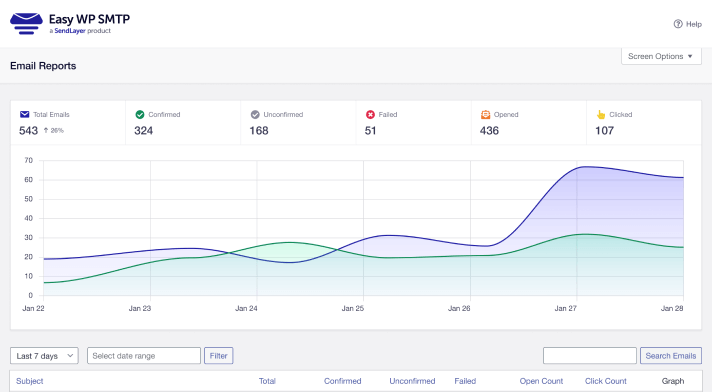 Easy WP SMTP
a SendLayer product
Help
Screen Options ▼
Email Reports
Total Emails
543 ↑ 26%
Confirmed
324
Unconfirmed
168
Failed
51
Opened
436
Clicked
107
70
60
50
40
30
20
10
0
Jan 22 Jan 23 Jan 24 Jan 25 Jan 26 Jan 27 Jan 28
Last 7 days Select date range Filter Search Emails
Subject Total Confirmed Unconfirmed Failed Open Count Click Count Graph